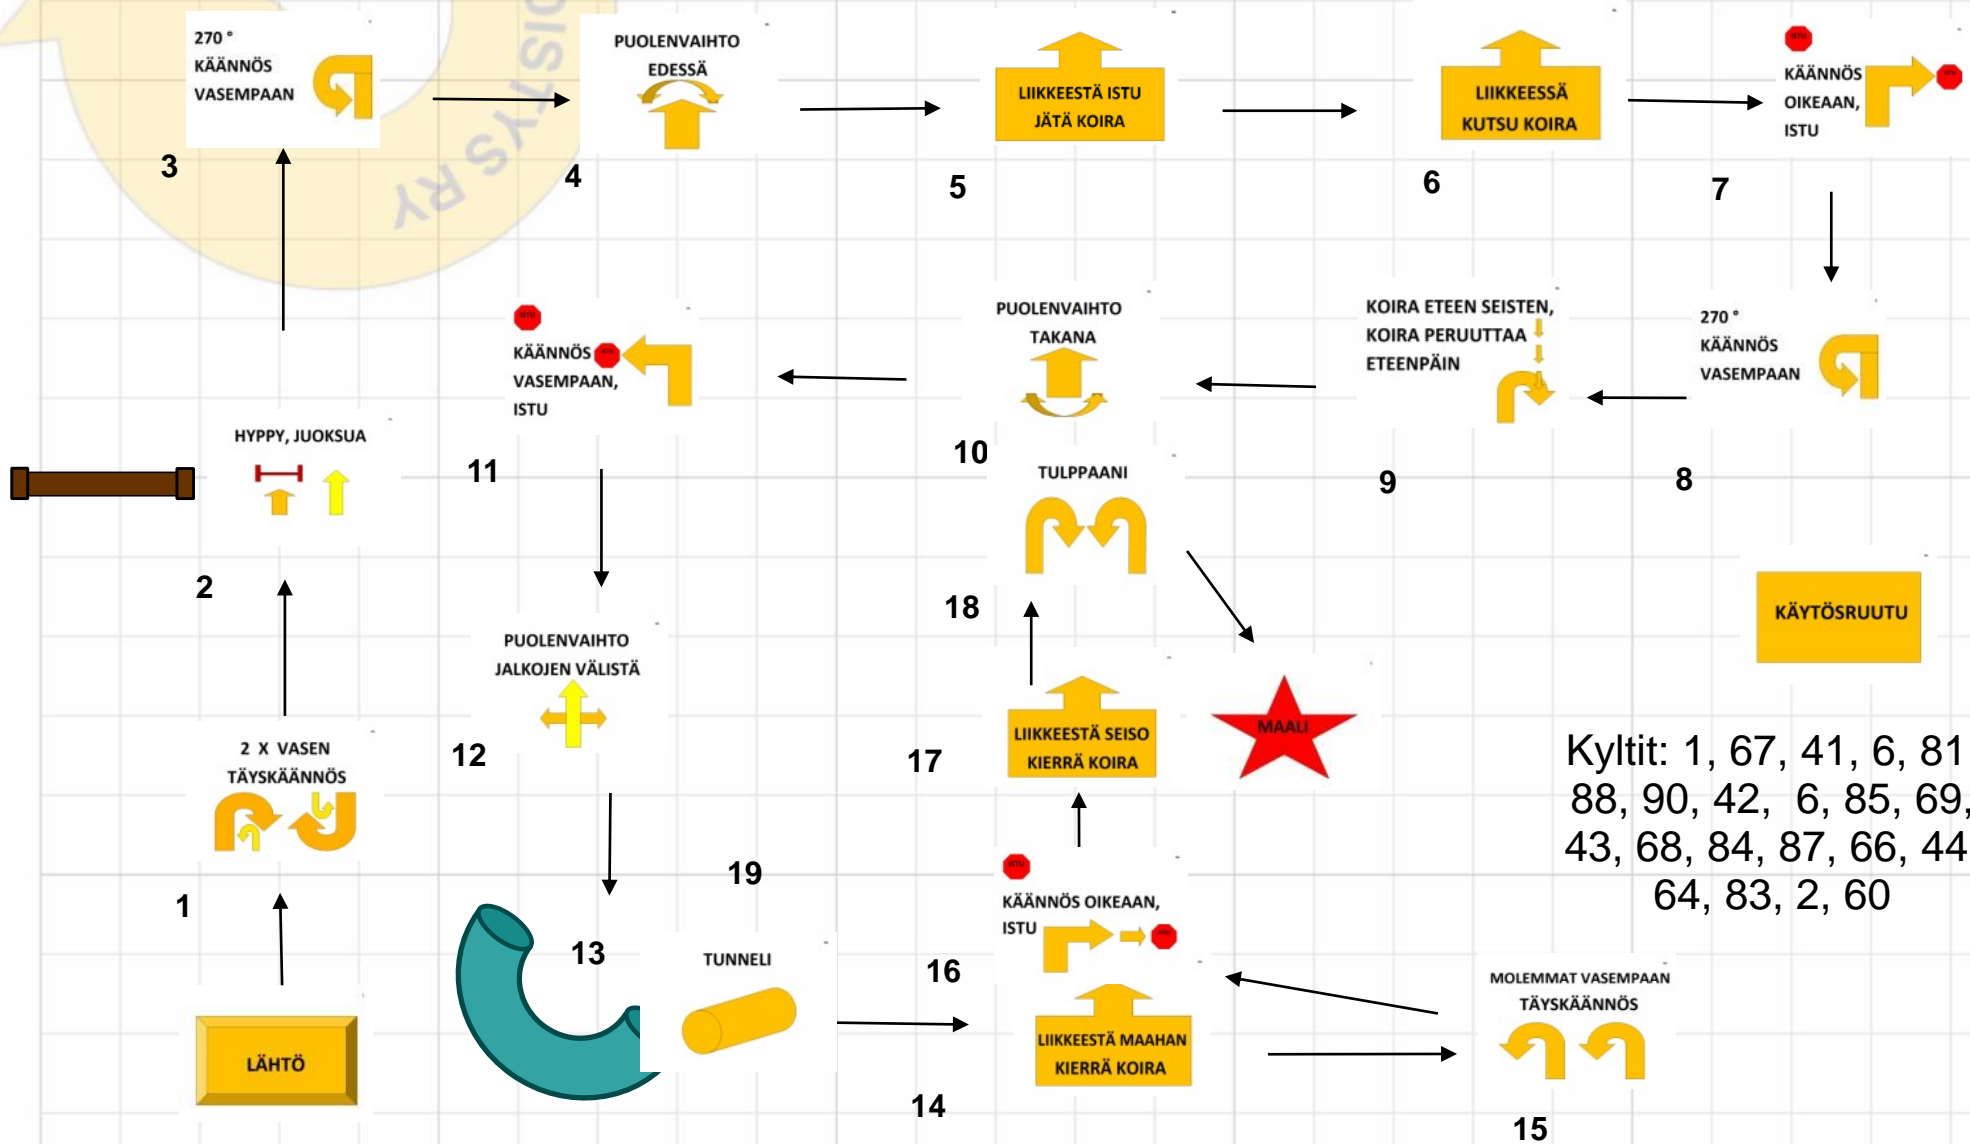 OISTYS RY
270 °
KÄÄNNÖS
VASEMPAAN
3
PUOLENVAIHTO
EDESSÄ
4
LIIKKEESTÄ ISTU
JÄTÄ KOIRA
5
LIIKKEESSÄ
KUTSU KOIRA
6
ISTU
KÄÄNNÖS
OIKEAAN,
ISTU
7
ISTU
KÄÄNNÖS
VASEMPAAN,
ISTU
11
PUOLENVAIHTO
TAKANA
10
KOIRA ETEEN SEISTEN,
KOIRA PERUUTTAA
ETEENPÄIN
9
270 °
KÄÄNNÖS
VASEMPAAN
8
HYPPY, JUOKSUA
2
TULPPAANI
18
KÄYTÖSRUUTU
PUOLENVAIHTO
JALKOJEN VÄLISTÄ
12
LIIKKEESTÄ SEISO
KIERRÄ KOIRA
17
MAALI
2 X VASEN
TÄYSKÄÄNNÖS
1
Kyltit: 1, 67, 41, 6, 81
88, 90, 42, 6, 85, 69,
43, 68, 84, 87, 66, 44
64, 83, 2, 60
19
ISTU
KÄÄNNÖS OIKEAAN,
ISTU
16
13
TUNNELI
LIIKKEESTÄ MAAHAN
KIERRÄ KOIRA
14
MOLEMMAT VASEMPAAN
TÄYSKÄÄNNÖS
15
LÄHTÖ